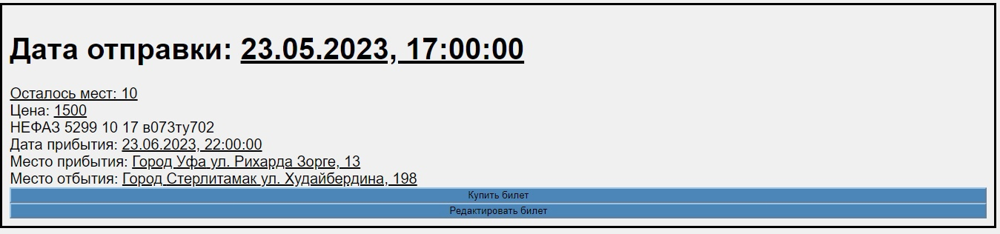 Дата отправки: 23.05.2023, 17:00:00
Осталось мест: 10
Цена: 1500
НЕФАЗ 5299 10 17 в073ту702
Дата прибытия: 23.06.2023, 22:00:00
Место прибытия: Город Уфа ул. Рихарда Зорге, 13
Место отбытия: Город Стерлитамак ул. Худайбердина, 198
Купить билет
Редактировать билет